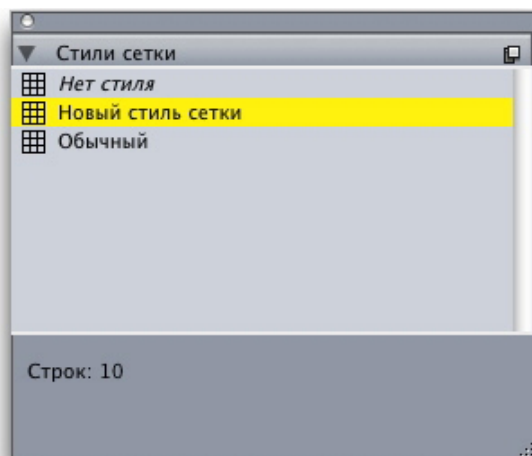 Стили сетки
Нет стиля
Новый стиль сетки
Обычный
Строк: 10